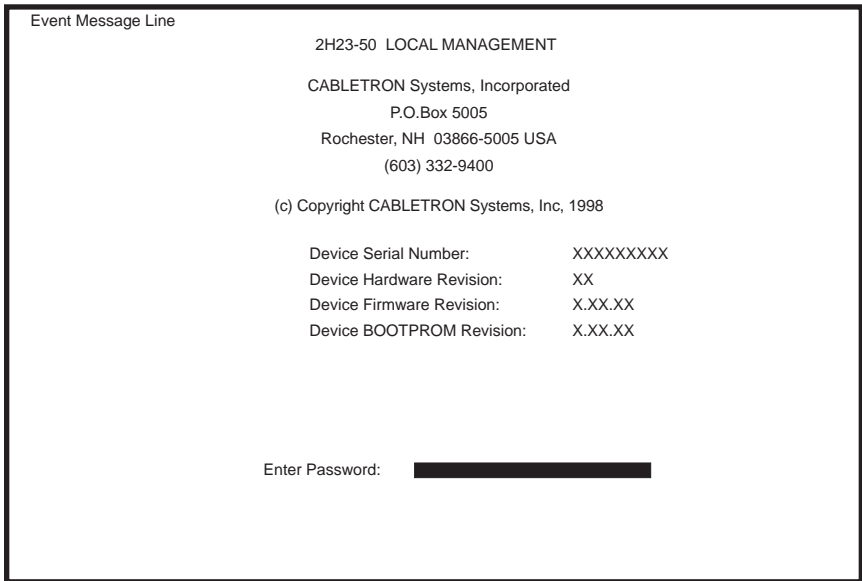 Event Message Line
2H23-50 LOCAL MANAGEMENT
CABLETRON Systems, Incorporated
P.O.Box 5005
Rochester, NH 03866-5005 USA
(603) 332-9400
(c) Copyright CABLETRON Systems, Inc, 1998
Device Serial Number: XXXXXXXXX
Device Hardware Revision: XX
Device Firmware Revision: X.XX.XX
Device BOOTPROM Revision: X.XX.XX
Enter Password: